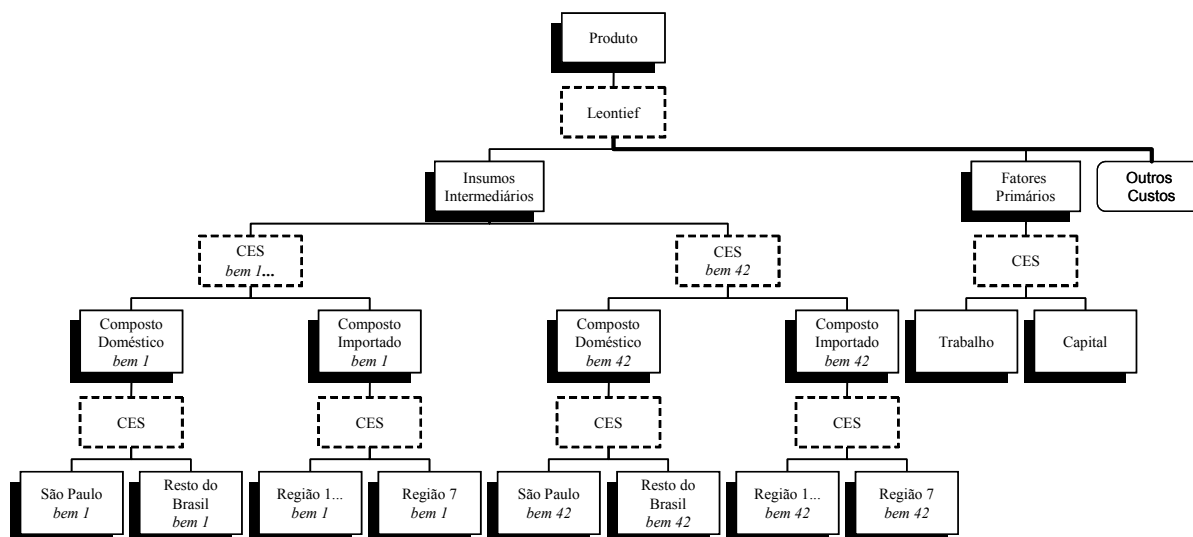 Produto
Leontief
Insumos
Intermediários
Fatores
Primários
Outros
Custos
CES
bem 1...
CES
bem 42
CES
Composto
Doméstico
bem 1
Composto
Importado
bem 1
Composto
Doméstico
bem 42
Composto
Importado
bem 42
Trabalho
Capital
CES
CES
CES
CES
São Paulo
bem 1
Resto do
Brasil
bem 1
Região 1...
bem 1
Região 7
bem 1
São Paulo
bem 42
Resto do
Brasil
bem 42
Região 1...
bem 42
Região 7
bem 42